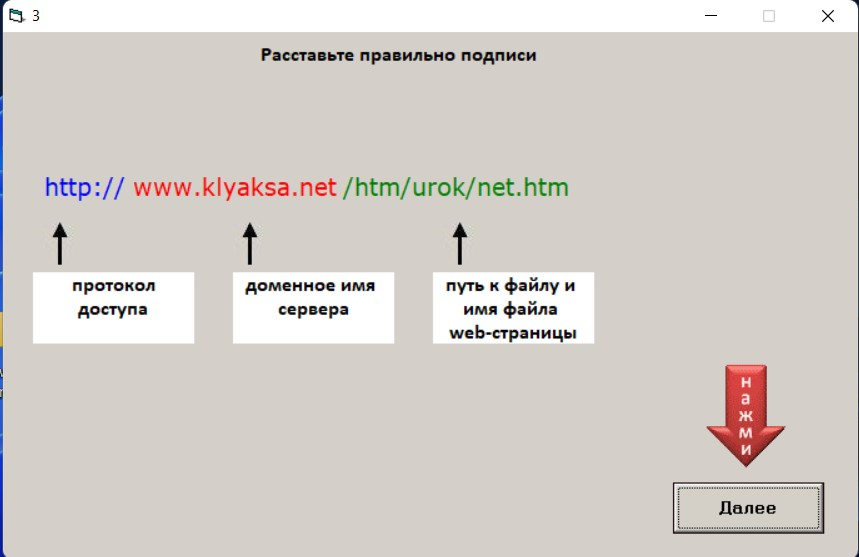 3
Расставьте правильно подписи
http:// www.klyaksa.net /htm/urok/net.htm
протокол
доступа
доменное имя
сервера
путь к файлу и
имя файла
web-страницы
н
а
ж
м
и
Далее